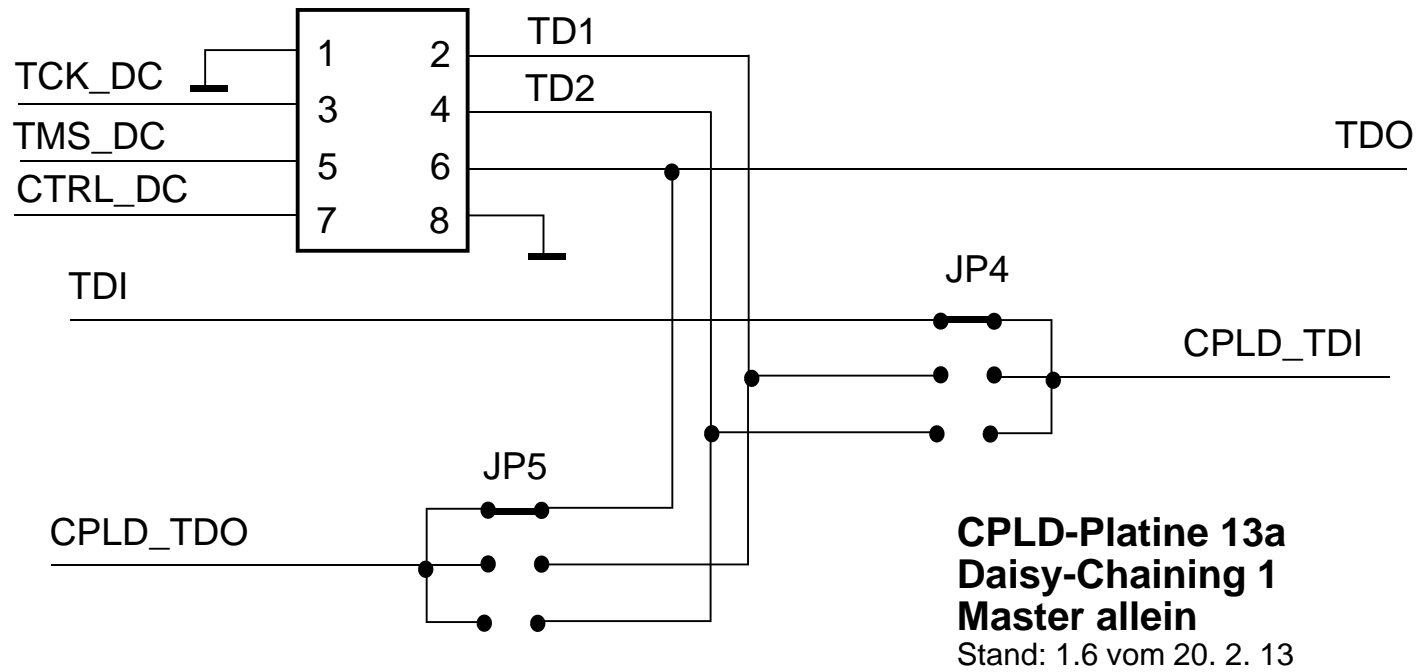 TD1
1 2
TCK_DC
TD2
3 4
TMS_DC
TDO
5 6
CTRL_DC
7 8
TDI
JP4
CPLD_TDI
JP5
CPLD_TDO
CPLD-Platine 13a
Daisy-Chaining 1
Master allein
Stand: 1.6 vom 20. 2. 13